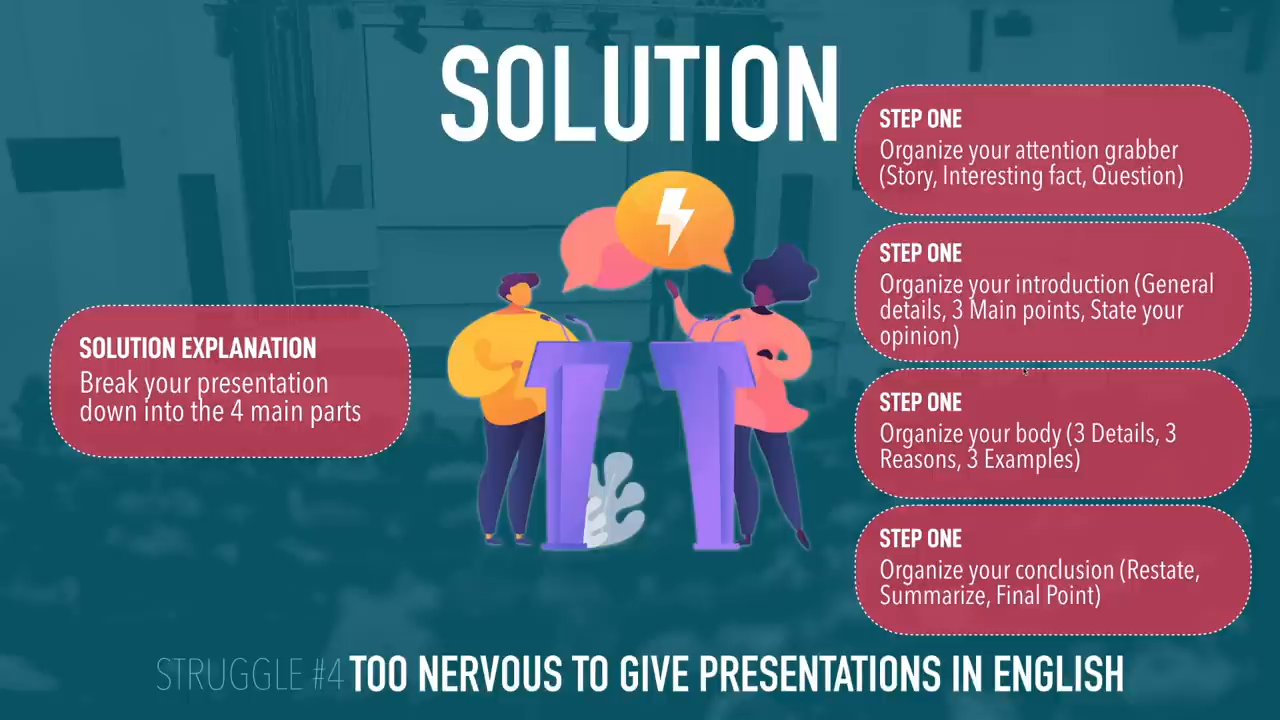 SOLUTION
SOLUTION EXPLANATION
Break your presentation
down into the 4 main parts
STEP ONE
Organize your attention grabber
(Story, Interesting fact, Question)
STEP ONE
Organize your introduction (General
details, 3 Main points, State your
opinion)
STEP ONE
Organize your body (3 Details, 3
Reasons, 3 Examples)
STEP ONE
Organize your conclusion (Restate,
Summarize, Final Point)
STRUGGLE #4 TOO NERVOUS TO GIVE PRESENTATIONS IN ENGLISH